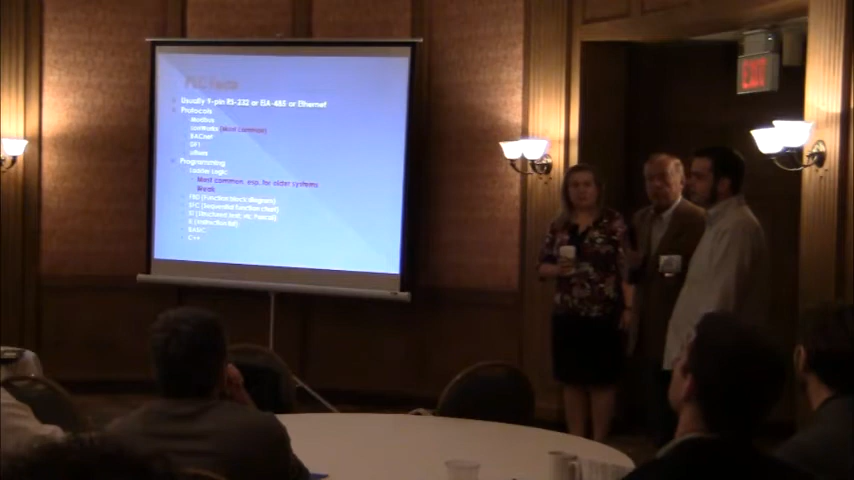 PLC Facts
Usually 9-pin RS-232 or EIA-485 or Ethernet
Protocols
Modbus
(Most common)
BACnet
DF1
others
Programming
Ladder Logic
Most common, esp. for older systems
Weak
FBD (Function block diagram)
SFC (Sequential function chart)
ST (Structured text, viz. Pascal)
IL (Instruction list)
BASIC
C++
EXIT